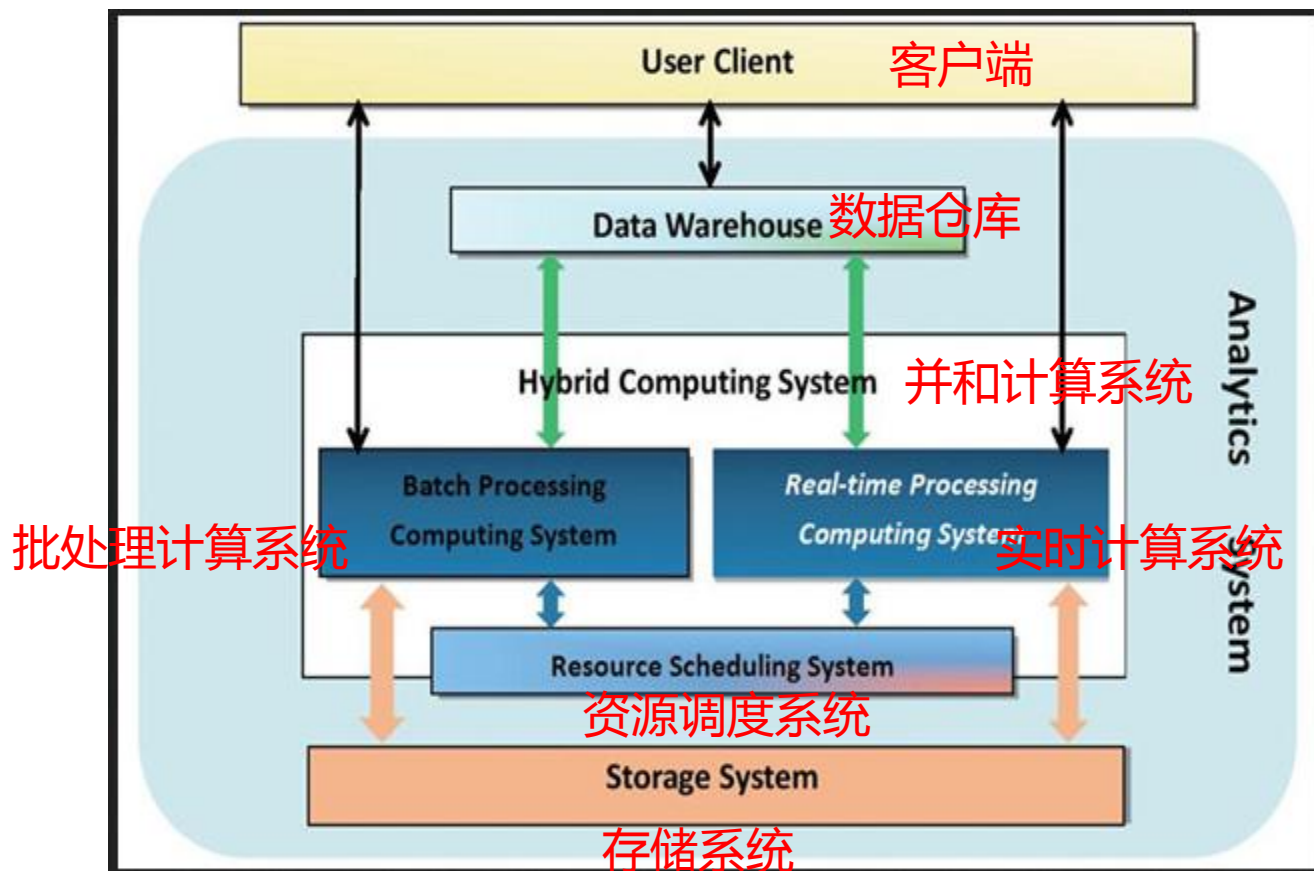 User Client 客户端
Data Warehouse 数据仓库
Hybrid Computing System 并和计算系统
Analytics System
Batch Processing
Computing System
批处理计算系统
Real-time Processing
Computing System
实时计算系统
Resource Scheduling System
资源调度系统
Storage System
存储系统